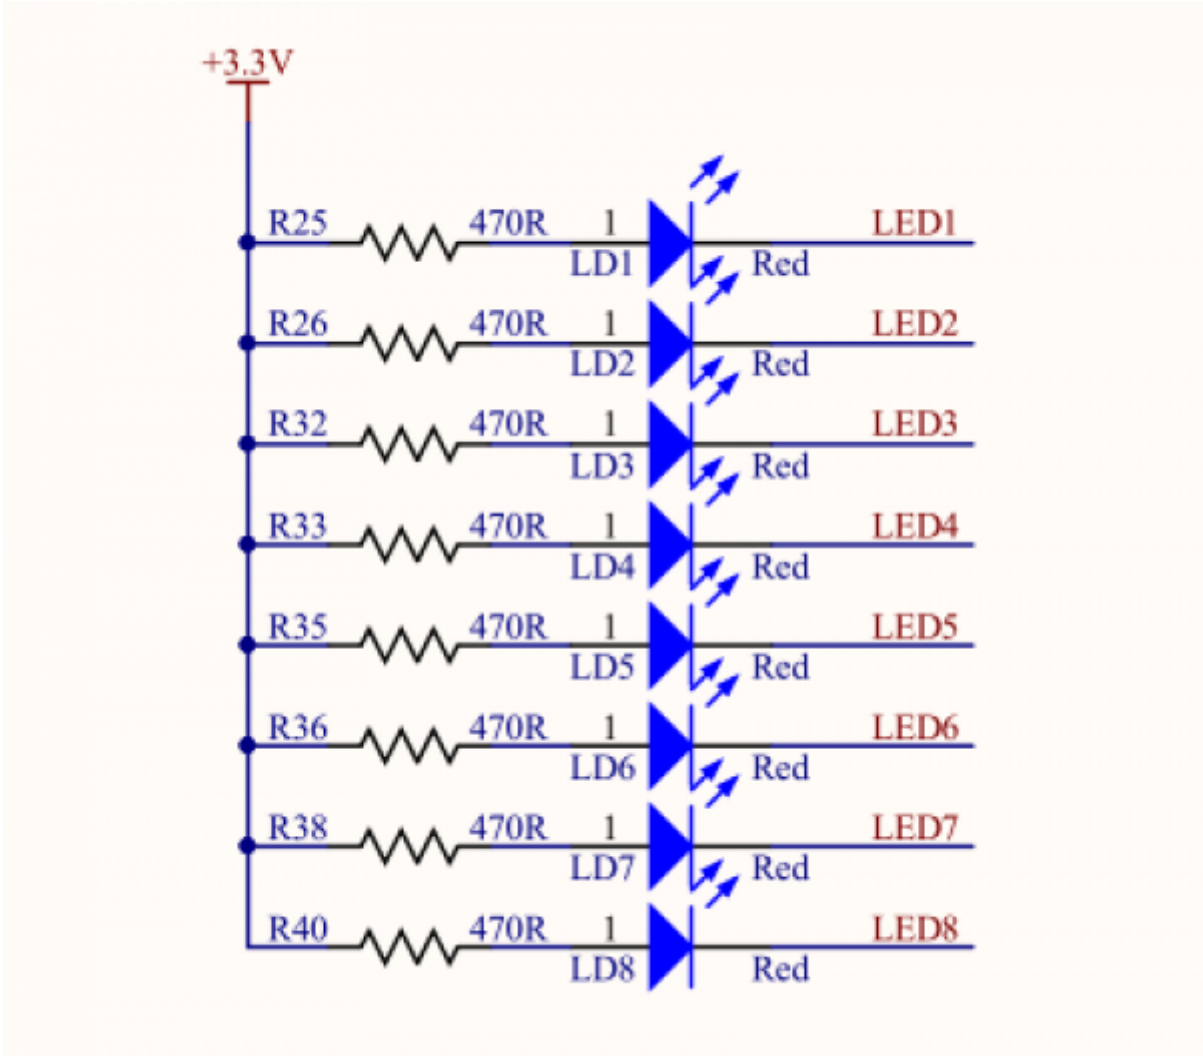 +3.3V
R25 470R 1 LED1
LD1 Red
R26 470R 1 LED2
LD2 Red
R32 470R 1 LED3
LD3 Red
R33 470R 1 LED4
LD4 Red
R35 470R 1 LED5
LD5 Red
R36 470R 1 LED6
LD6 Red
R38 470R 1 LED7
LD7 Red
R40 470R 1 LED8
LD8 Red